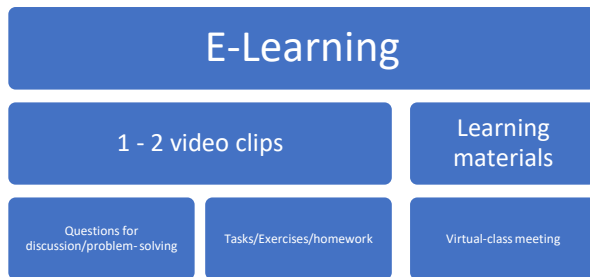 E-Learning
1 - 2 video clips
Learning
materials
Questions for
discussion/problem-solving
Tasks/Exercises/homework
Virtual-class meeting